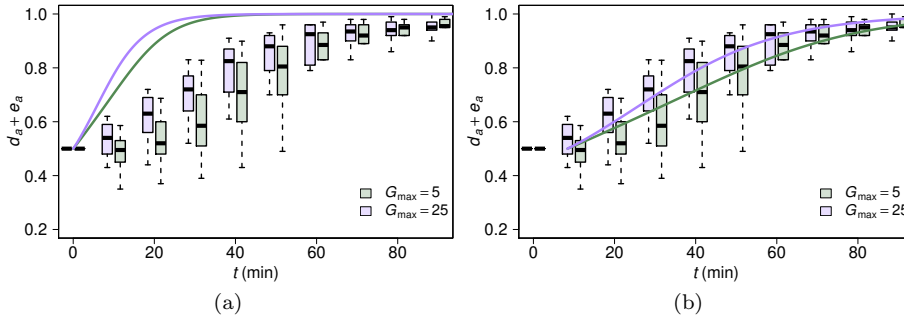 1.0
0.8
0.6
0.4
0.2
d_a + e_a
0 20 40 60 80
t (min)
G_max = 5
G_max = 25
(a)
1.0
0.8
0.6
0.4
0.2
d_a + e_a
0 20 40 60 80
t (min)
G_max = 5
G_max = 25
(b)